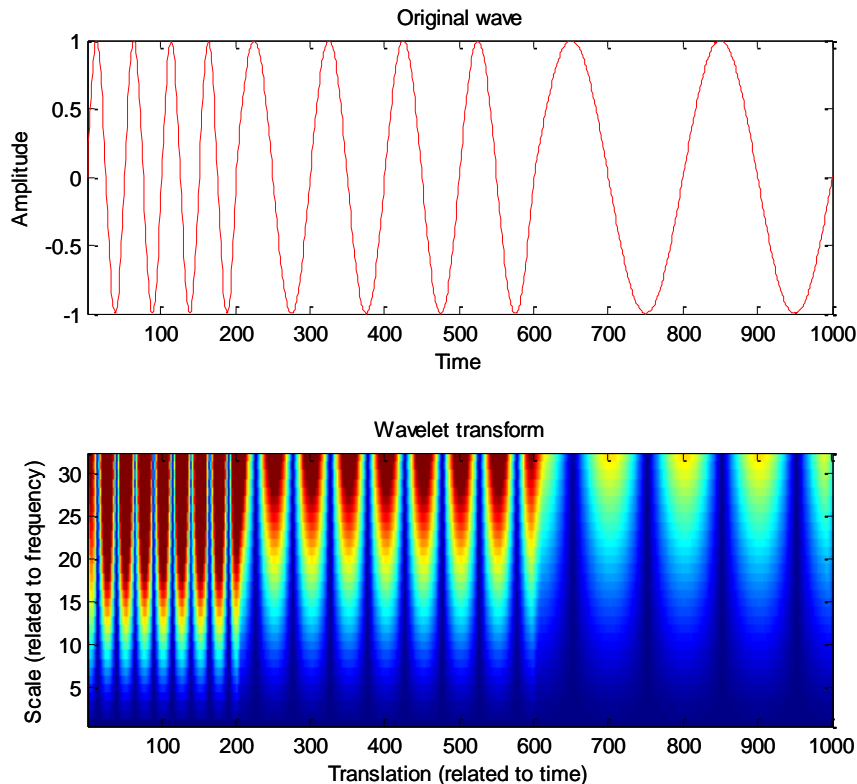 Original wave
1
0.5
0
-0.5
-1
Amplitude
100 200 300 400 500 600 700 800 900 1000
Time
Wavelet transform
30
25
20
15
10
5
Scale (related to frequency)
100 200 300 400 500 600 700 800 900 1000
Translation (related to time)